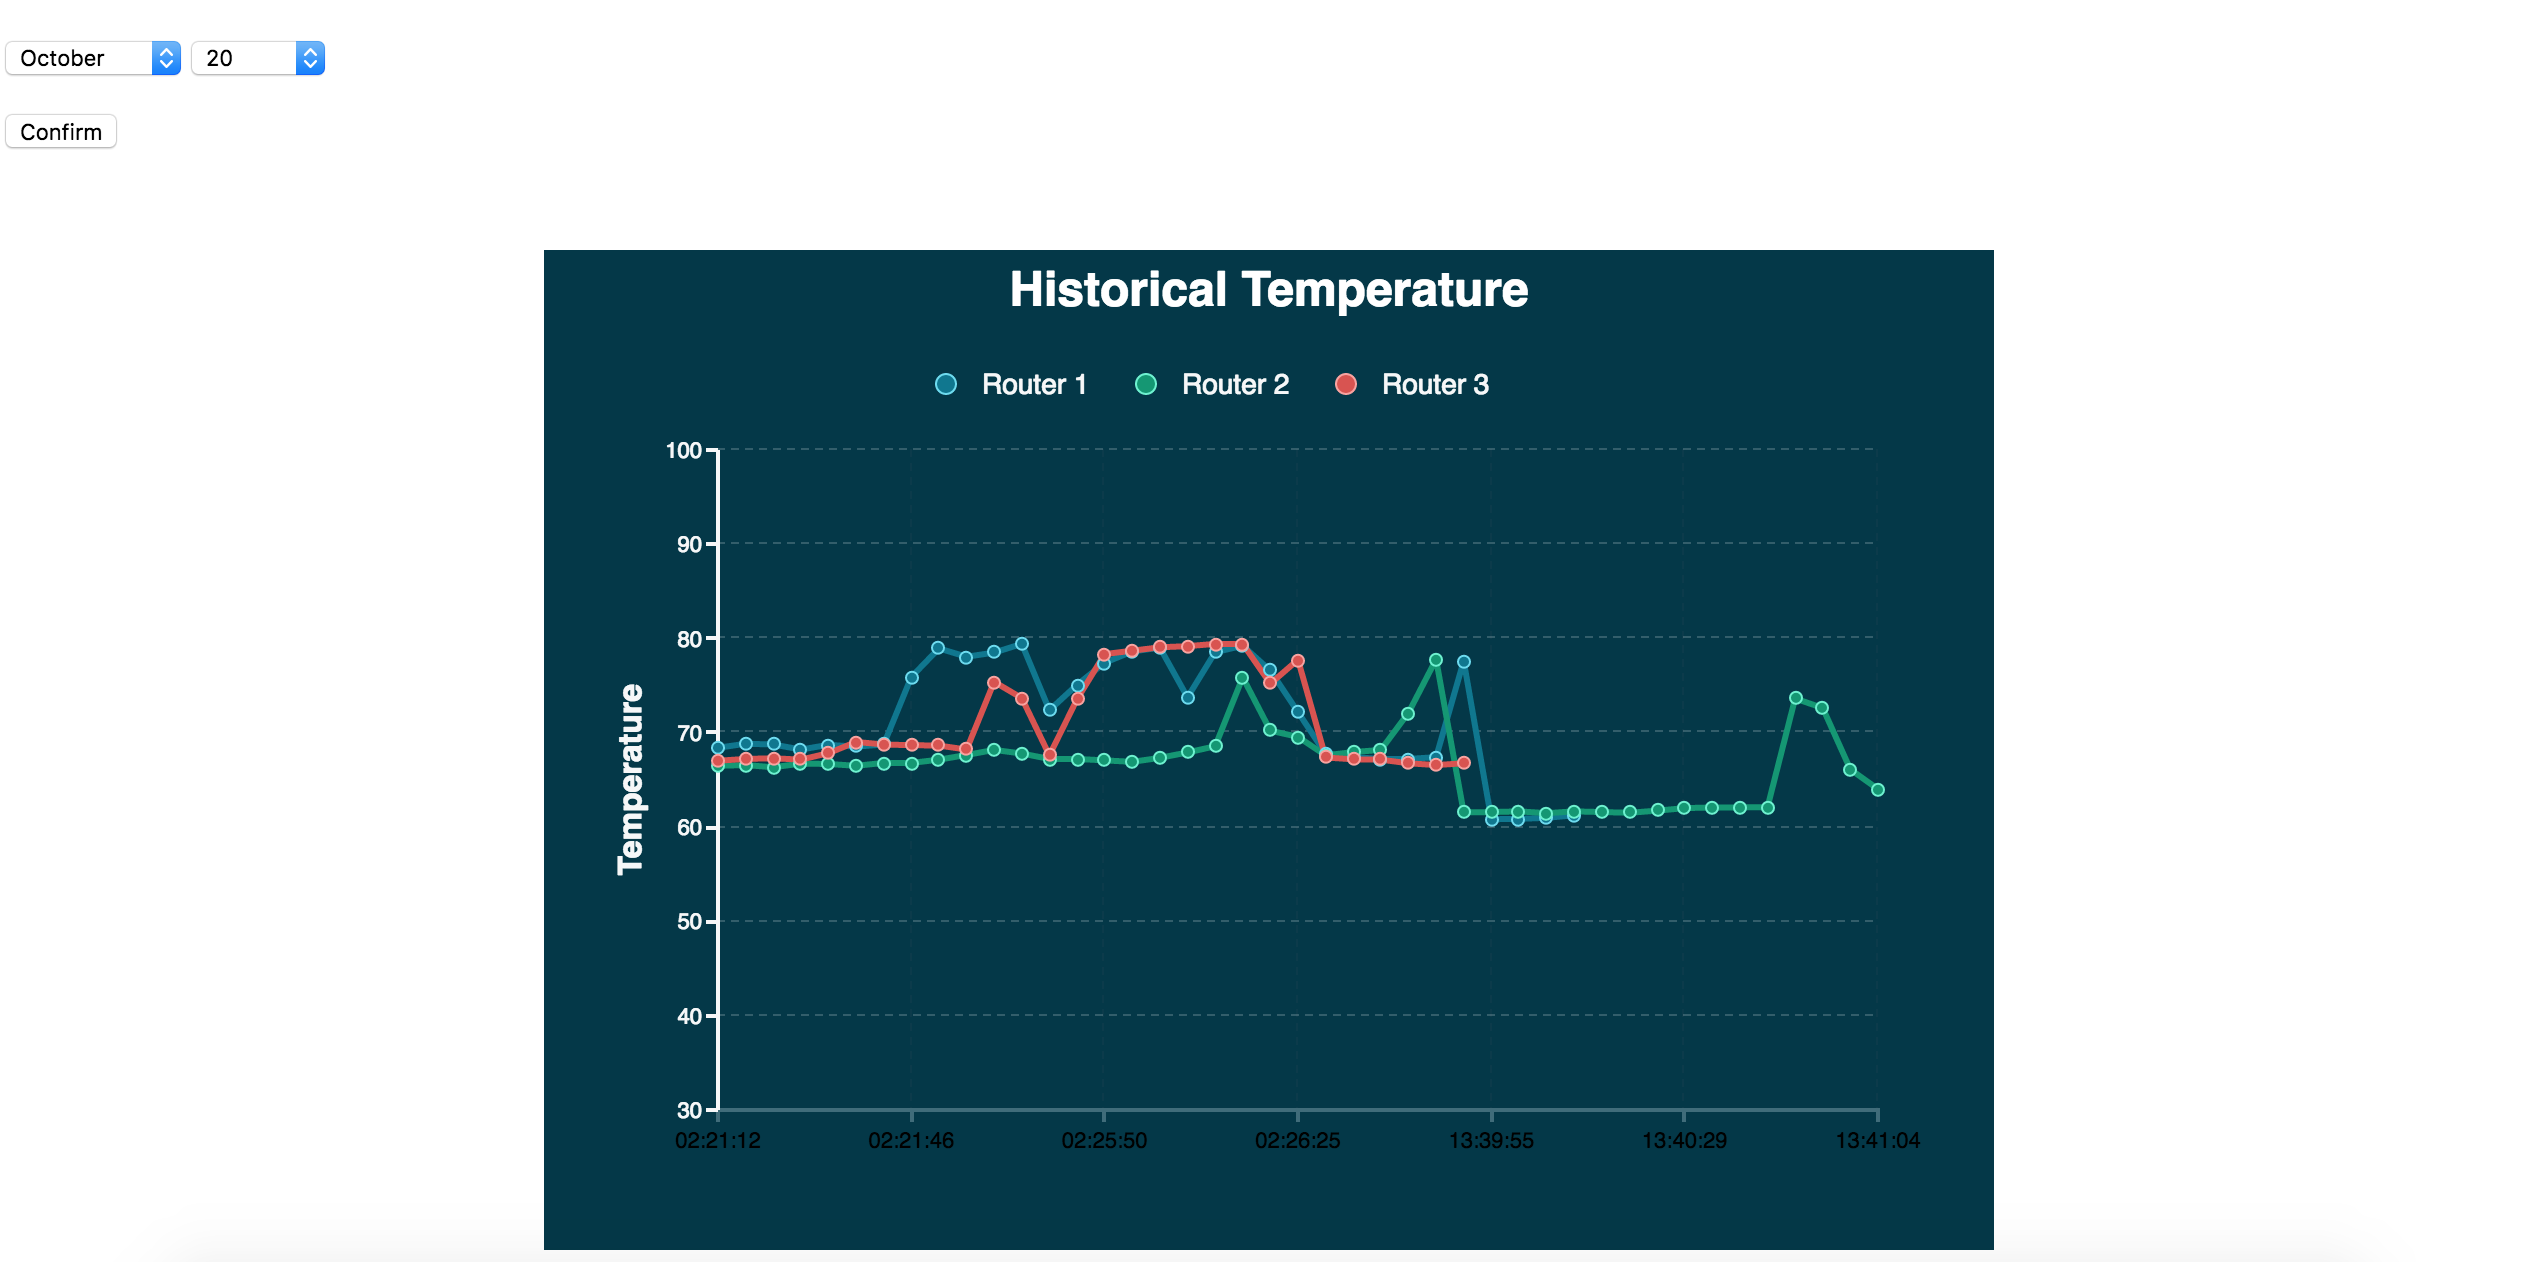 October 20
Confirm
Historical Temperature
Router 1 Router 2 Router 3
100
90
80
70
60
50
40
30
Temperature
02:21:12 02:21:46 02:25:50 02:26:25 13:39:55 13:40:29 13:41:04